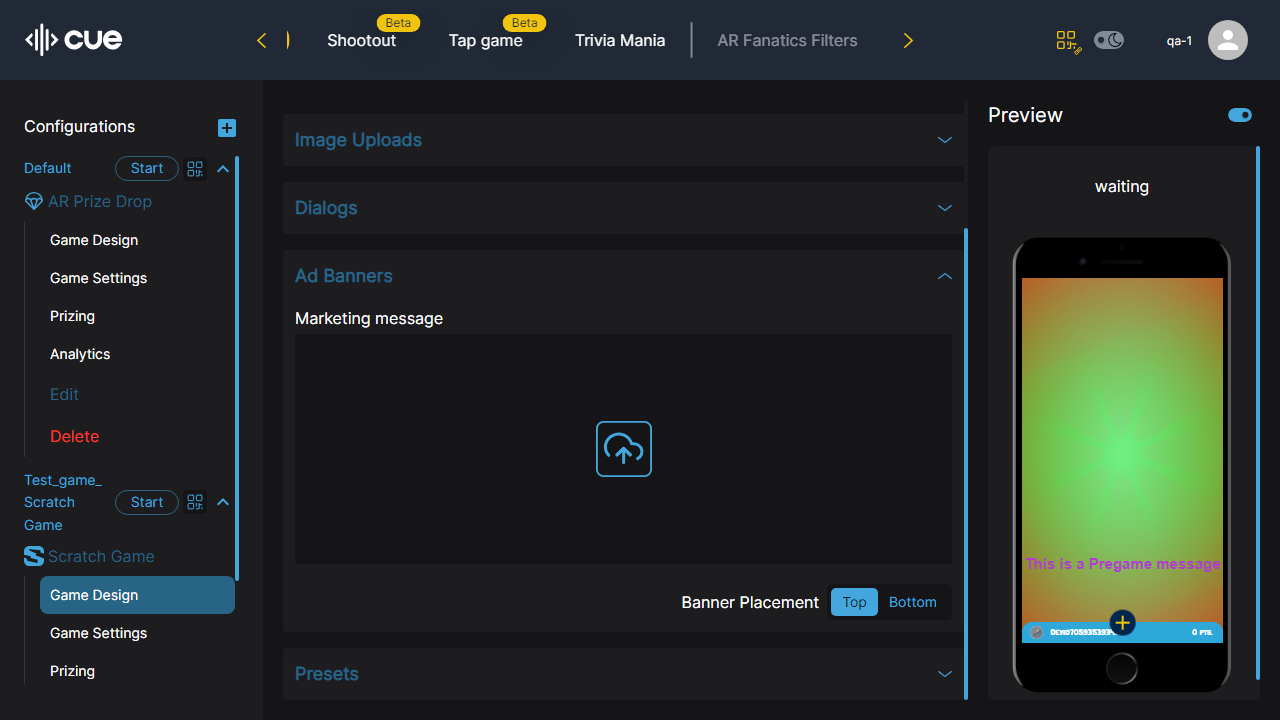 cue
Shootout
Beta
Tap game
Beta
Trivia Mania
AR Fanatics Filters
qa-1
Configurations
Default
Start
AR Prize Drop
Game Design
Game Settings
Prizing
Analytics
Edit
Delete
Test_game_
Scratch
Game
Start
Scratch Game
Game Design
Game Settings
Prizing
Image Uploads
Dialogs
Ad Banners
Marketing message
Banner Placement
Top
Bottom
Presets
Preview
waiting
This is a Pregame message
0 PTS.